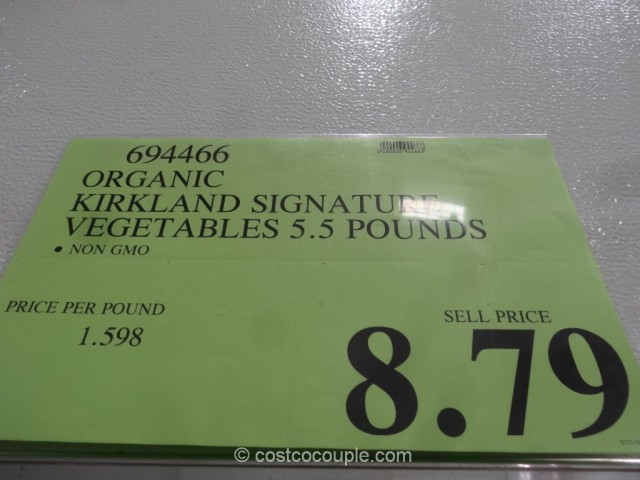 694466
ORGANIC
KIRKLAND SIGNATURE
VEGETABLES 5.5 POUNDS
• NON GMO
PRICE PER POUND
1.598
SELL PRICE
8.79
© costcocouple.com